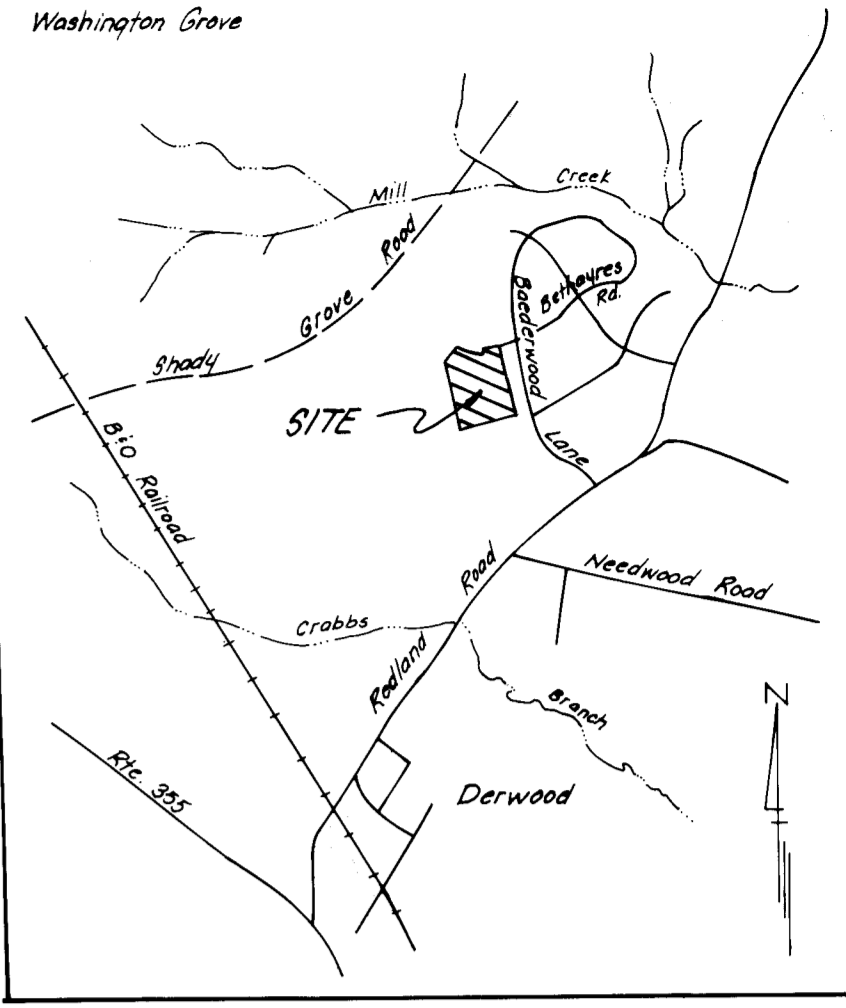 Washington Grove
Mill Creek
Shady Grove Road
Bethayres
Rd.
Baederwood Lane
SITE
B&O Railroad
Needwood Road
Crabbs Branch
Redland Road
N
Rte. 355
Derwood